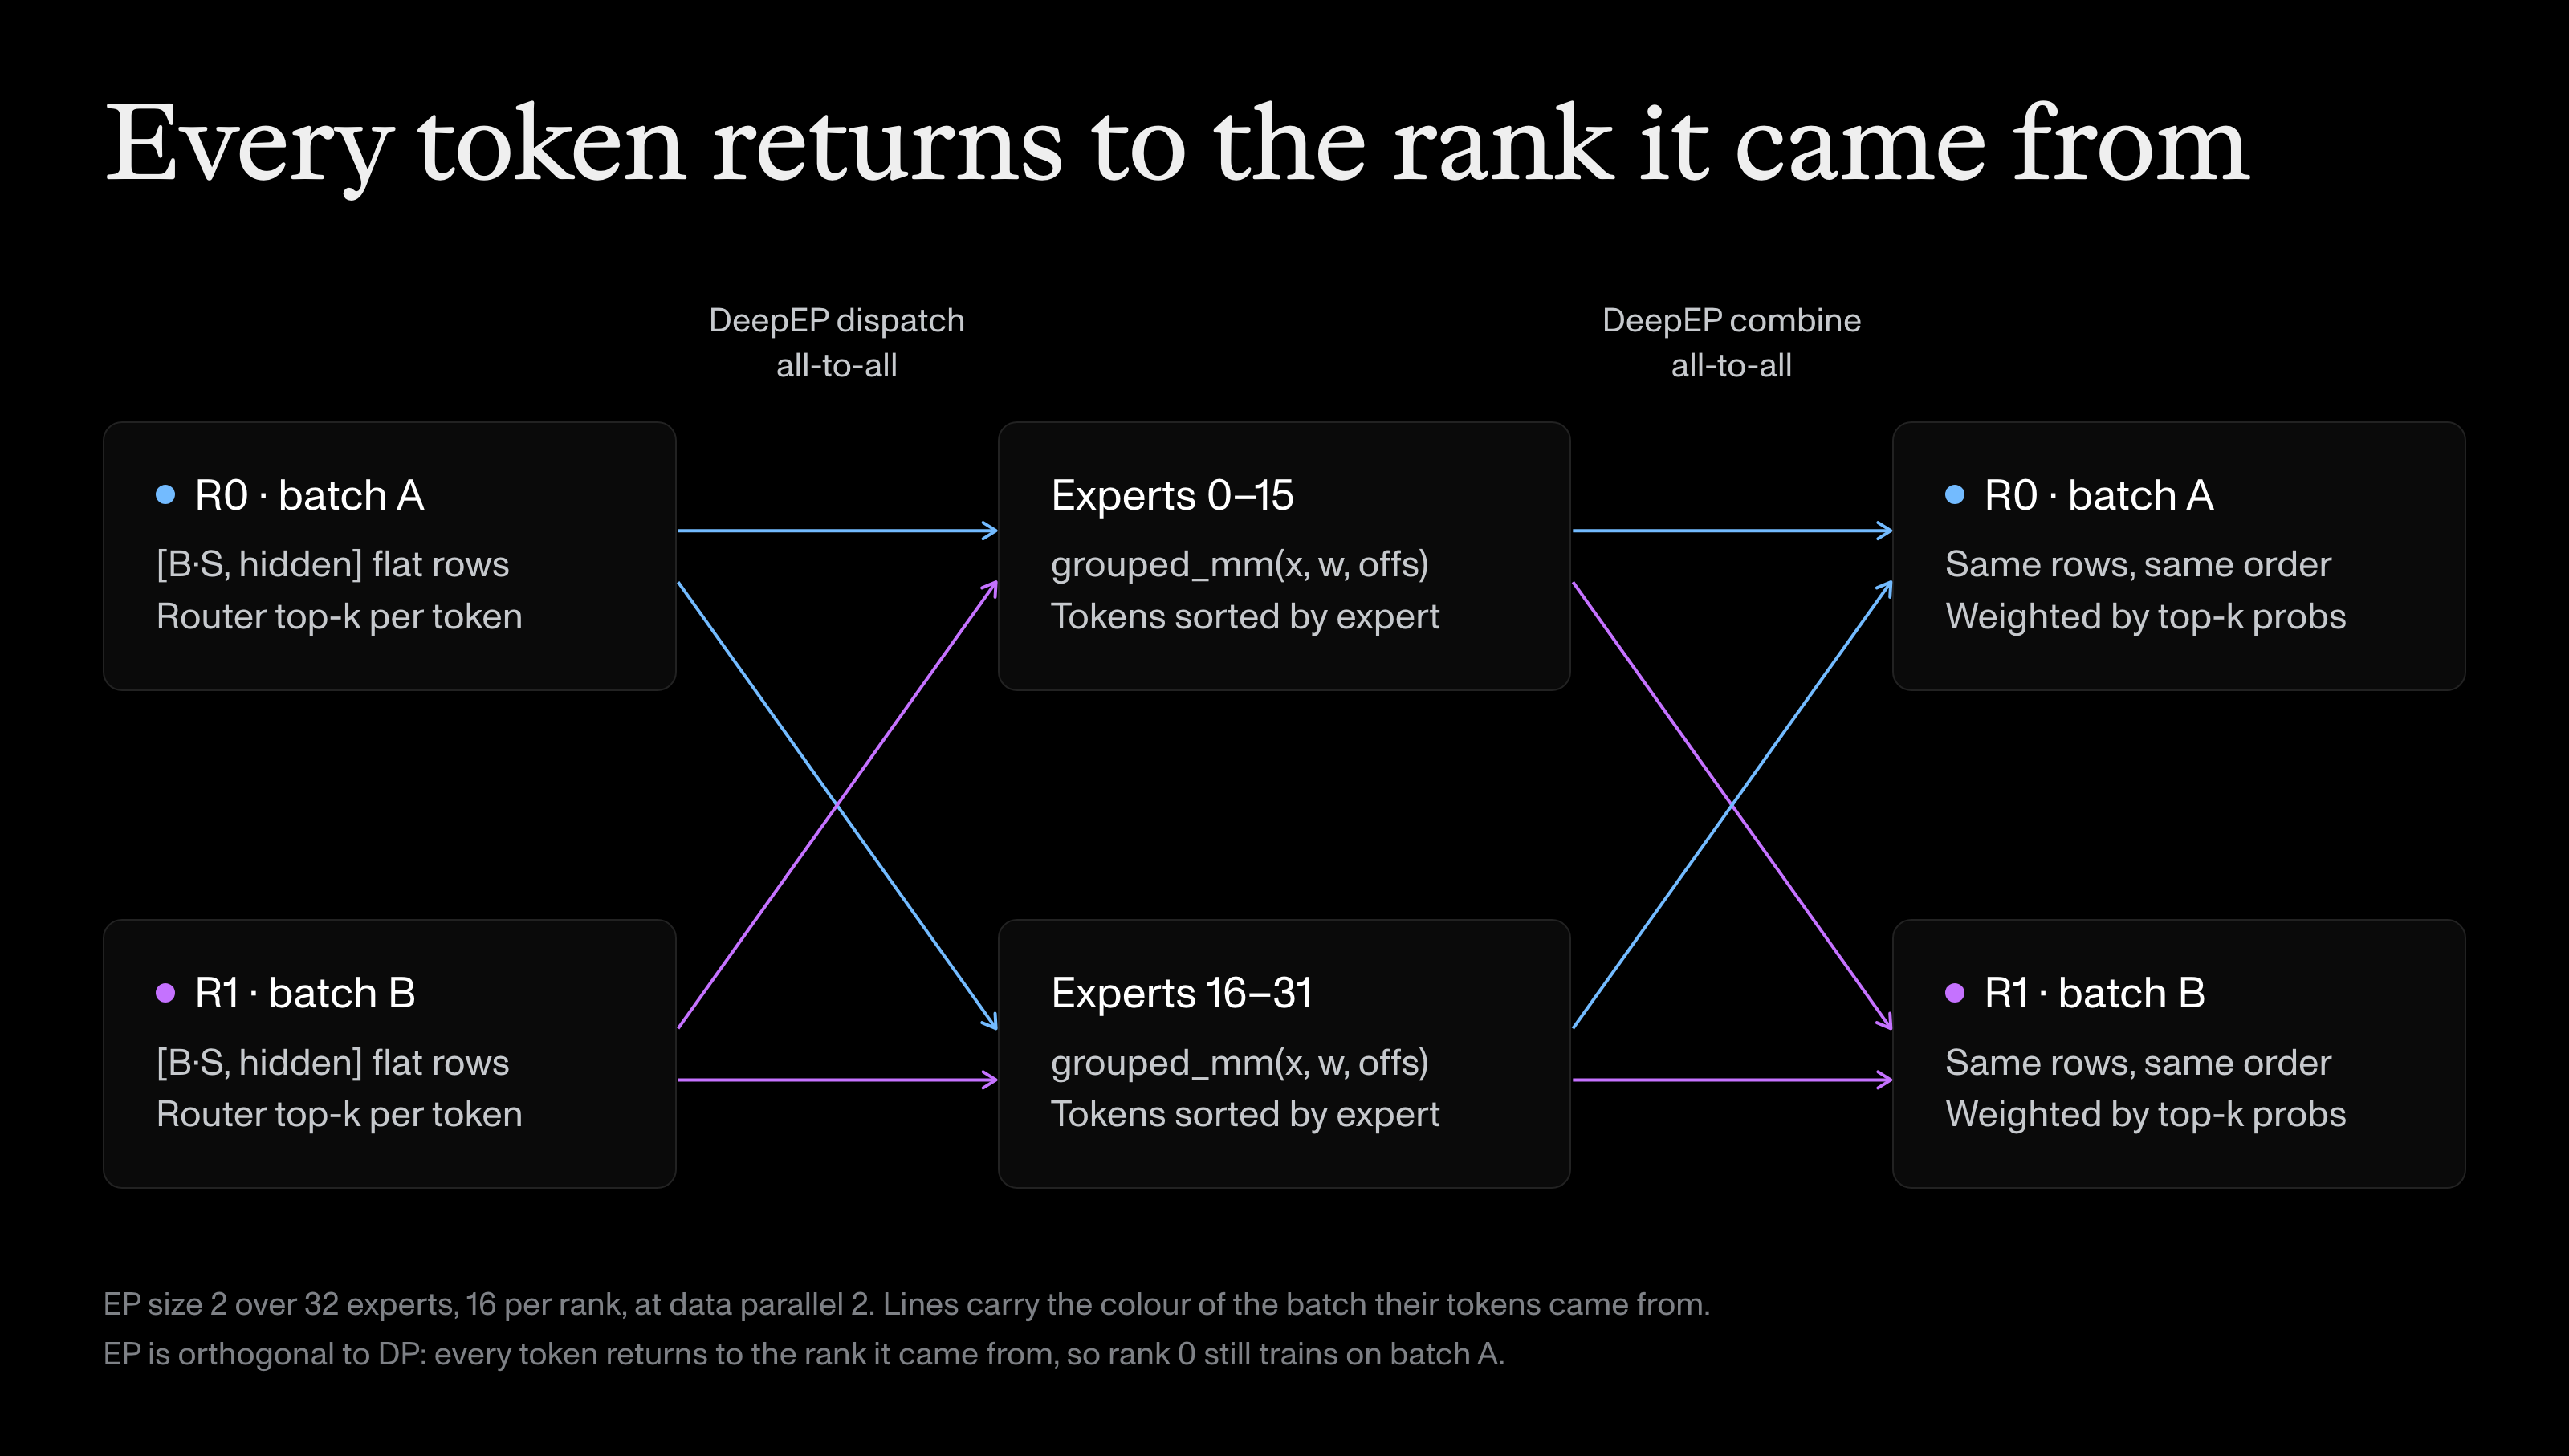 Every token returns to the rank it came from
DeepEP dispatch
all-to-all
DeepEP combine
all-to-all
R0 · batch A
[B·S, hidden] flat rows
Router top-k per token
Experts 0–15
grouped_mm(x, w, offs)
Tokens sorted by expert
R0 · batch A
Same rows, same order
Weighted by top-k probs
R1 · batch B
[B·S, hidden] flat rows
Router top-k per token
Experts 16–31
grouped_mm(x, w, offs)
Tokens sorted by expert
R1 · batch B
Same rows, same order
Weighted by top-k probs
EP size 2 over 32 experts, 16 per rank, at data parallel 2. Lines carry the colour of the batch their tokens came from.
EP is orthogonal to DP: every token returns to the rank it came from, so rank 0 still trains on batch A.